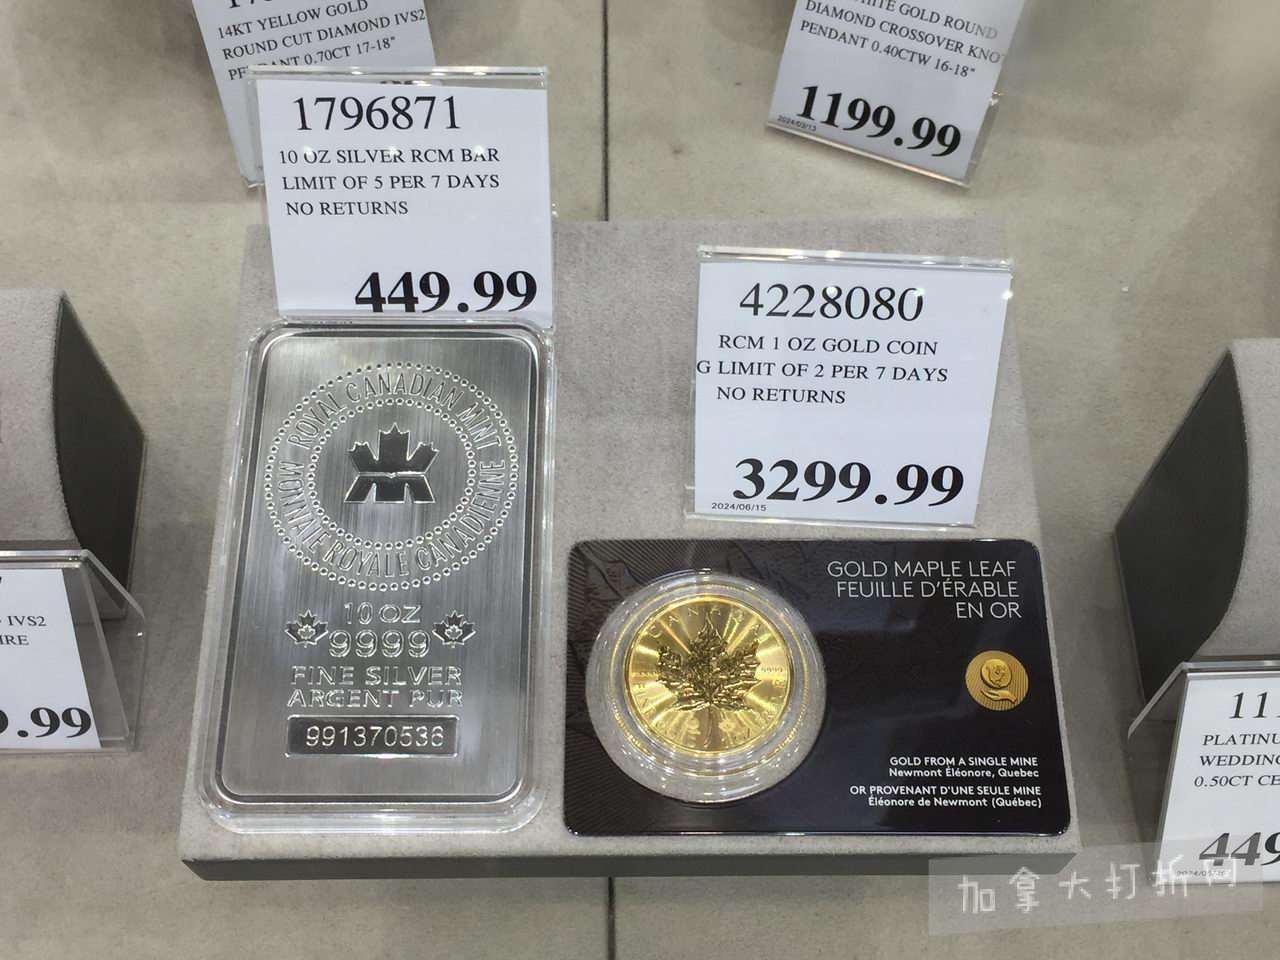 14KT YELLOW GOLD
ROUND CUT DIAMOND IVS2
PENDANT 0.70CT 17-18"
WHITE GOLD ROUND
DIAMOND CROSSOVER KNOT
PENDANT 0.40CTW 16-18"
1199.99
2024/03/13
1796871
10 OZ SILVER RCM BAR
LIMIT OF 5 PER 7 DAYS
NO RETURNS
449.99
4228080
RCM 1 OZ GOLD COIN
G LIMIT OF 2 PER 7 DAYS
NO RETURNS
3299.99
2024/06/15
ROYAL CANADIAN MINT
MONNAIE ROYALE CANADIENNE
10 OZ
9999
FINE SILVER
ARGENT PUR
991370536
GOLD MAPLE LEAF
FEUILLE D'ÉRABLE
EN OR
CANADA
9999
GOLD FROM A SINGLE MINE
Newmont Éléonore, Quebec
OR PROVENANT D'UNE SEULE MINE
Éléonore de Newmont (Québec)
IVS2
9.99
PLATINU
WEDDING
0.50CT CE
449
加拿大打折网